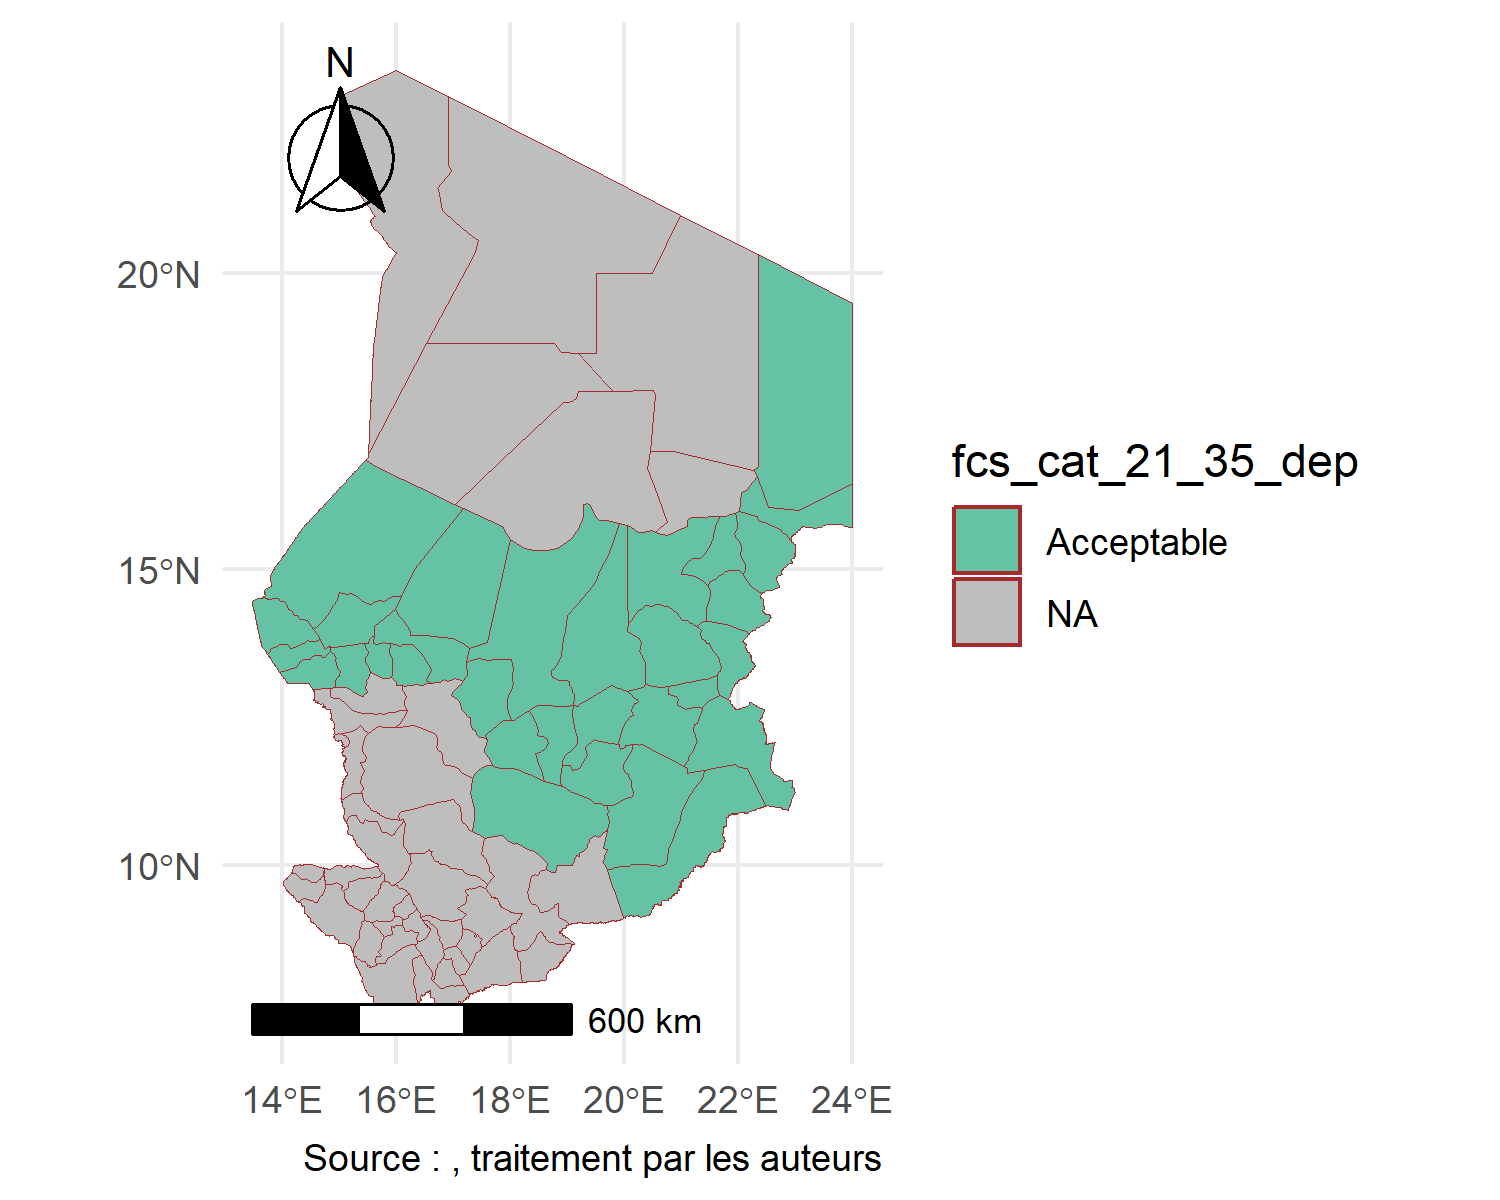 N
20°N
15°N
10°N
fcs_cat_21_35_dep
Acceptable
NA
600 km
14°E 16°E 18°E 20°E 22°E 24°E
Source : , traitement par les auteurs